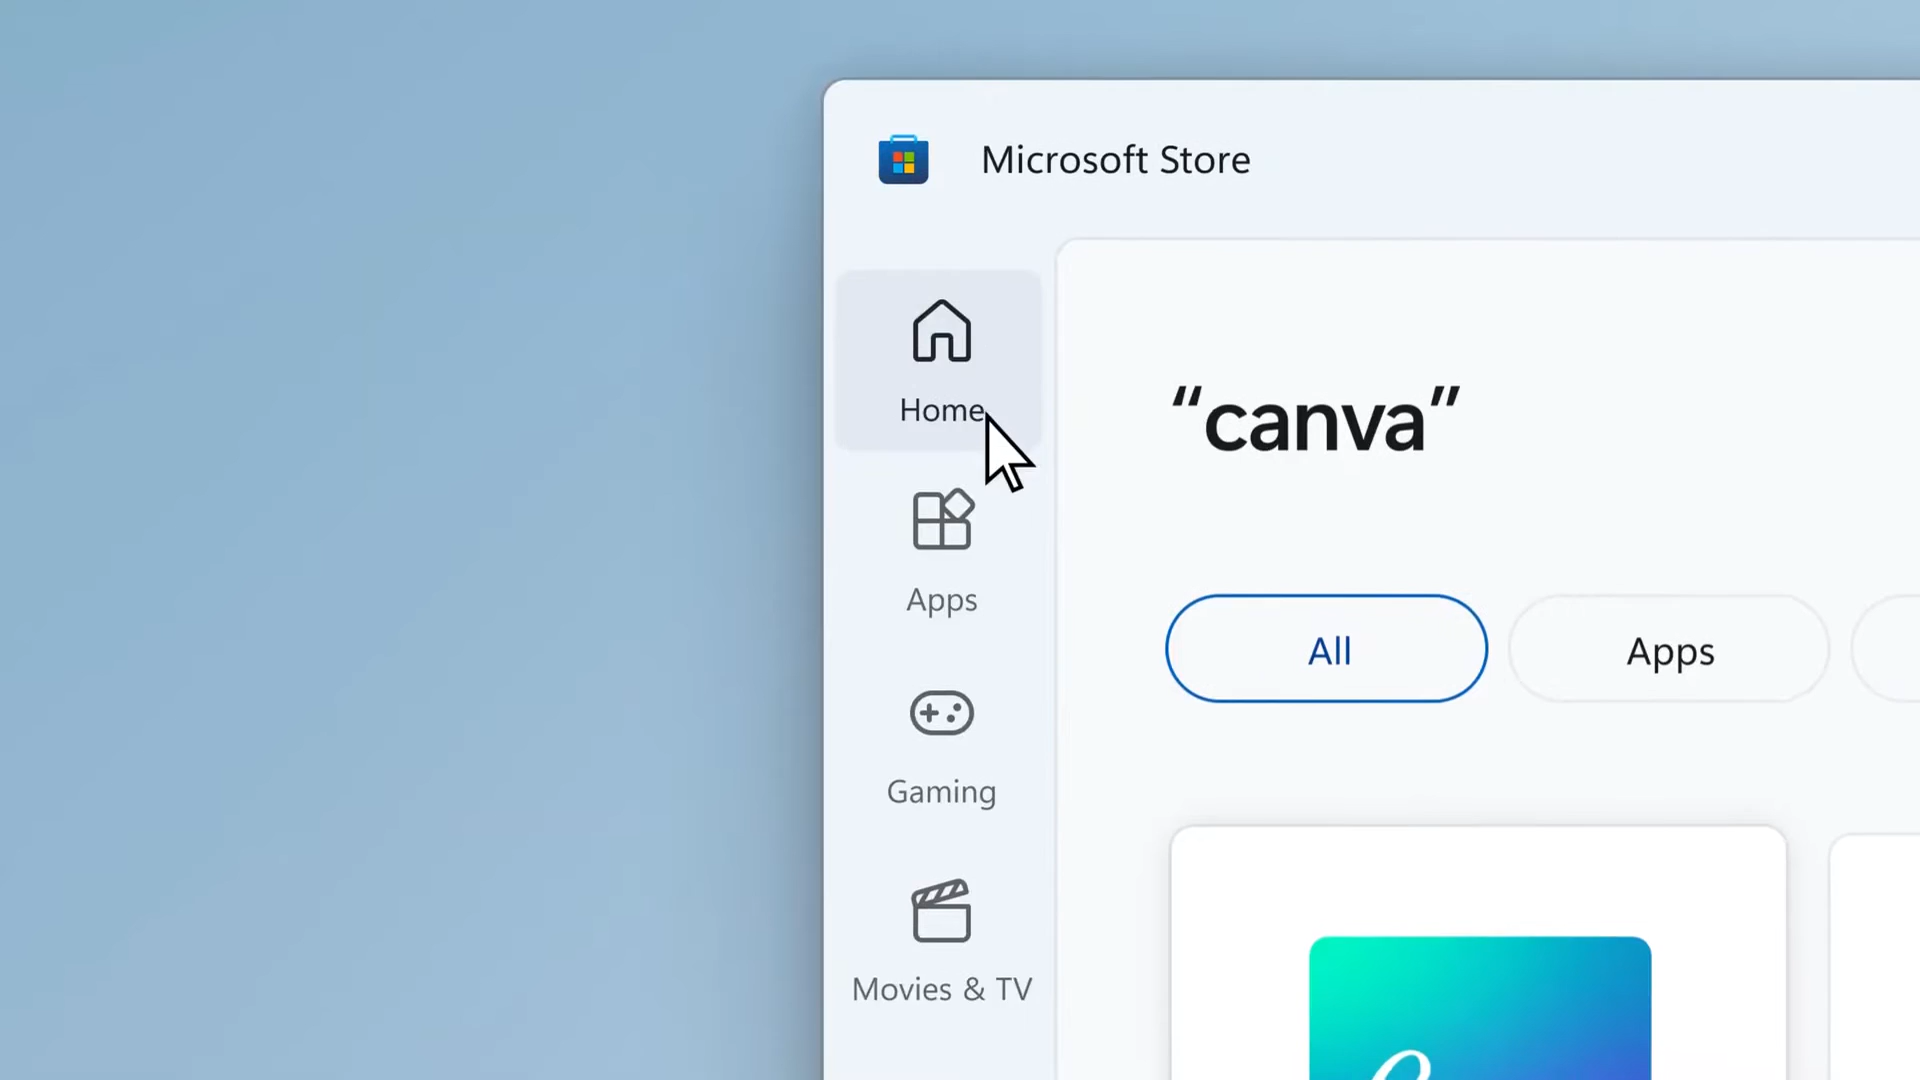 Microsoft Store
Home
Apps
Gaming
Movies & TV
“canva”
All
Apps